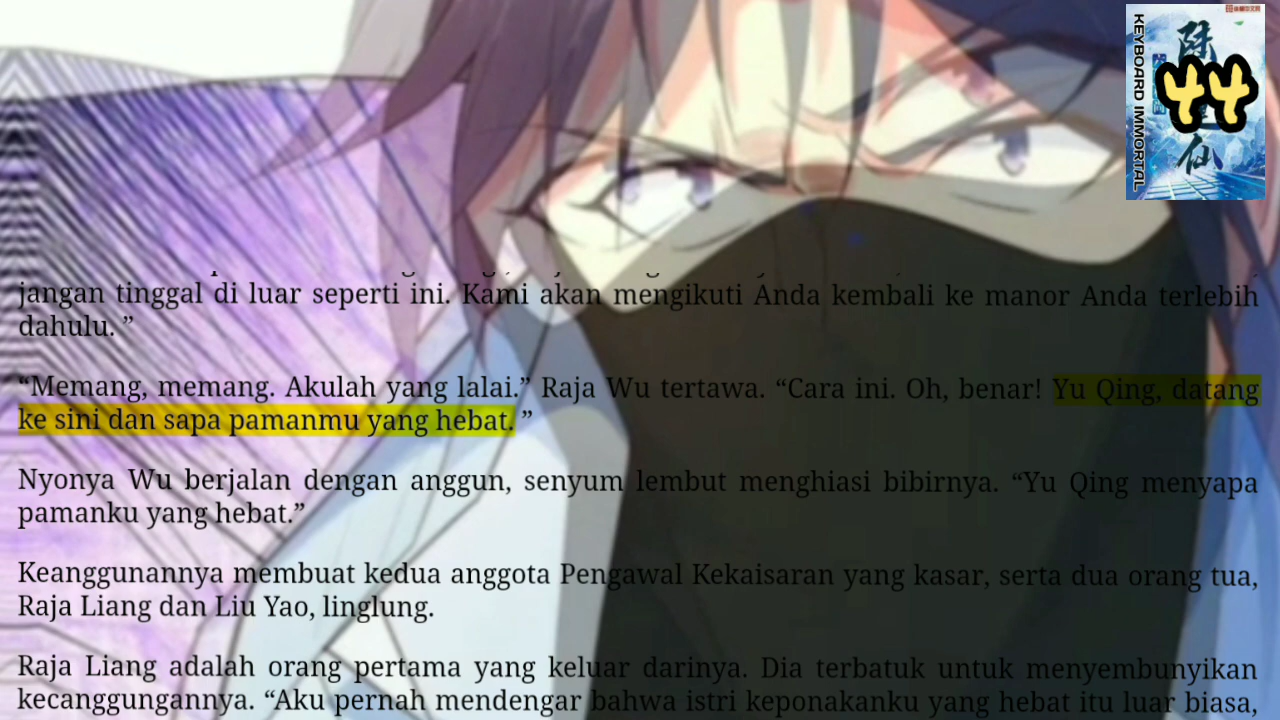 KEYBOARD IMMORTAL
44
仙
jangan tinggal di luar seperti ini. Kami akan mengikuti Anda kembali ke manor Anda terlebih
dahulu. ”
“Memang, memang. Akulah yang lalai.” Raja Wu tertawa. “Cara ini. Oh, benar! Yu Qing, datang
ke sini dan sapa pamanmu yang hebat. ”
Nyonya Wu berjalan dengan anggun, senyum lembut menghiasi bibirnya. “Yu Qing menyapa
pamanku yang hebat.”
Keanggunannya membuat kedua anggota Pengawal Kekaisaran yang kasar, serta dua orang tua,
Raja Liang dan Liu Yao, linglung.
Raja Liang adalah orang pertama yang keluar darinya. Dia terbatuk untuk menyembunyikan
kecanggungannya. “Aku pernah mendengar bahwa istri keponakanku yang hebat itu luar biasa,